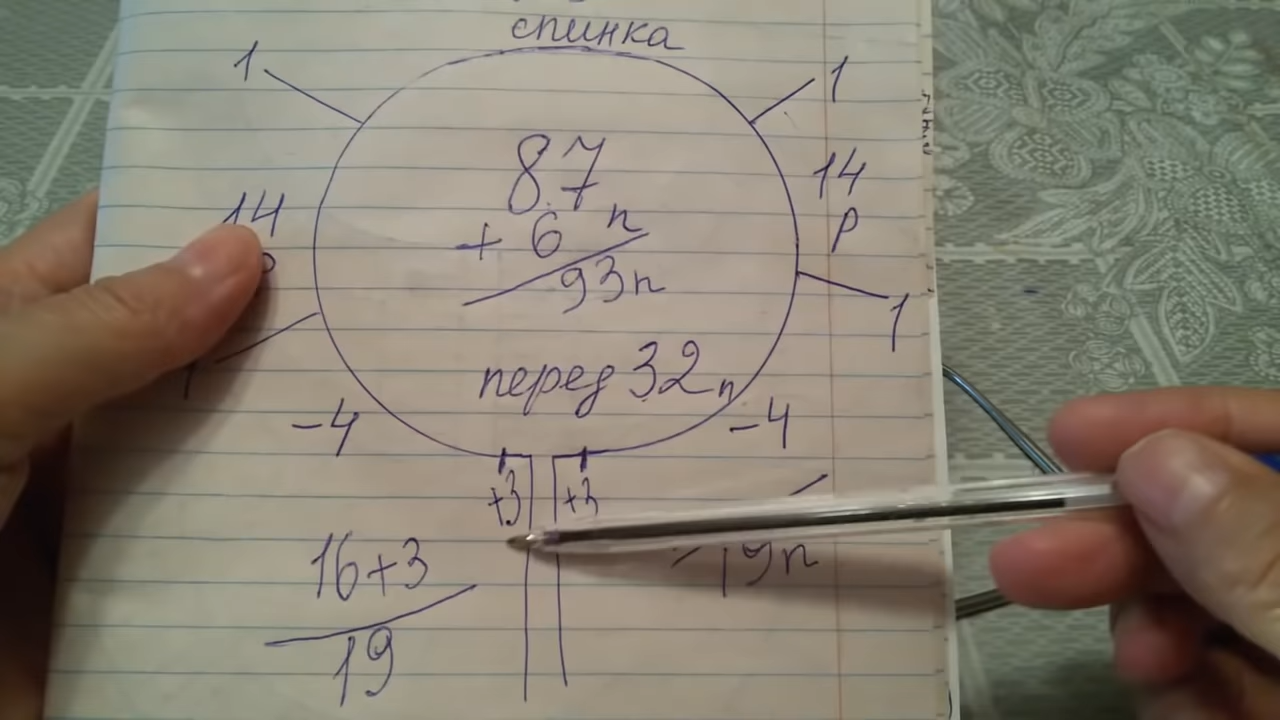 спинка
1
1
87
14
14
р
+ 6 п
93п
1
перед 32п
-4
-4
+3
+3
16+3
19п
19